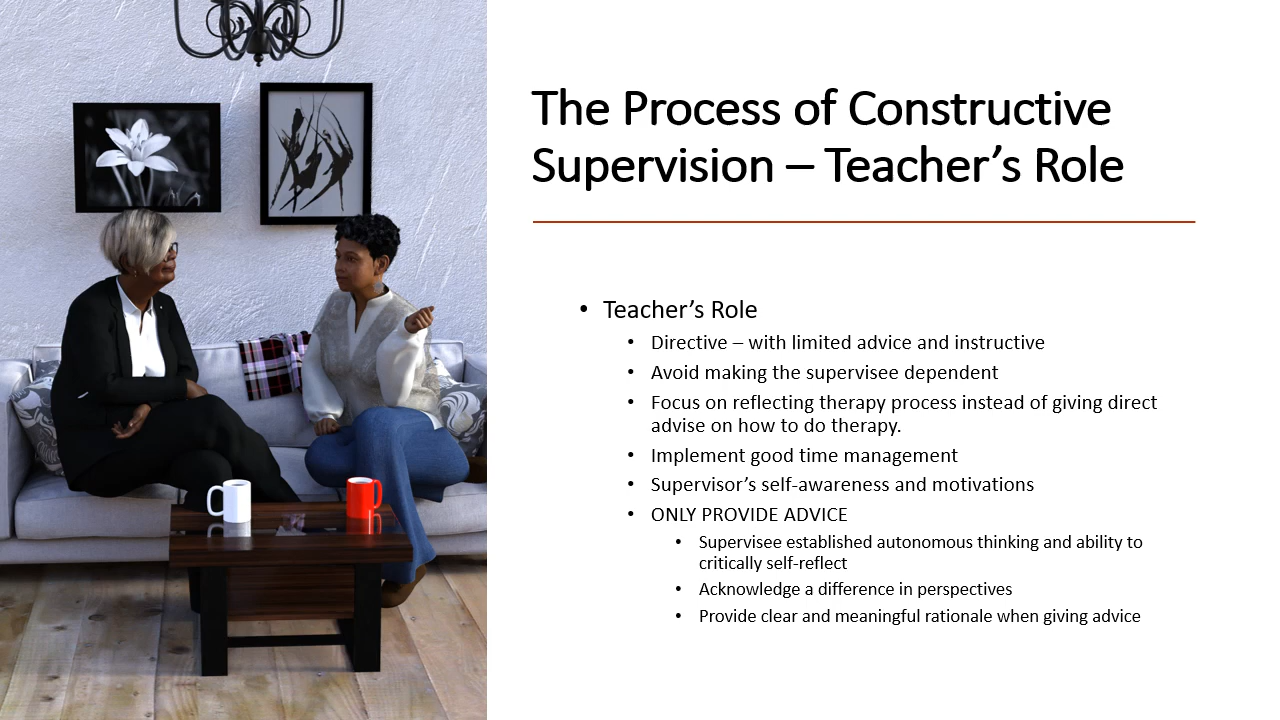 The Process of Constructive
Supervision – Teacher’s Role
• Teacher’s Role
• Directive – with limited advice and instructive
• Avoid making the supervisee dependent
• Focus on reflecting therapy process instead of giving direct
advise on how to do therapy.
• Implement good time management
• Supervisor’s self-awareness and motivations
• ONLY PROVIDE ADVICE
• Supervisee established autonomous thinking and ability to
critically self-reflect
• Acknowledge a difference in perspectives
• Provide clear and meaningful rationale when giving advice